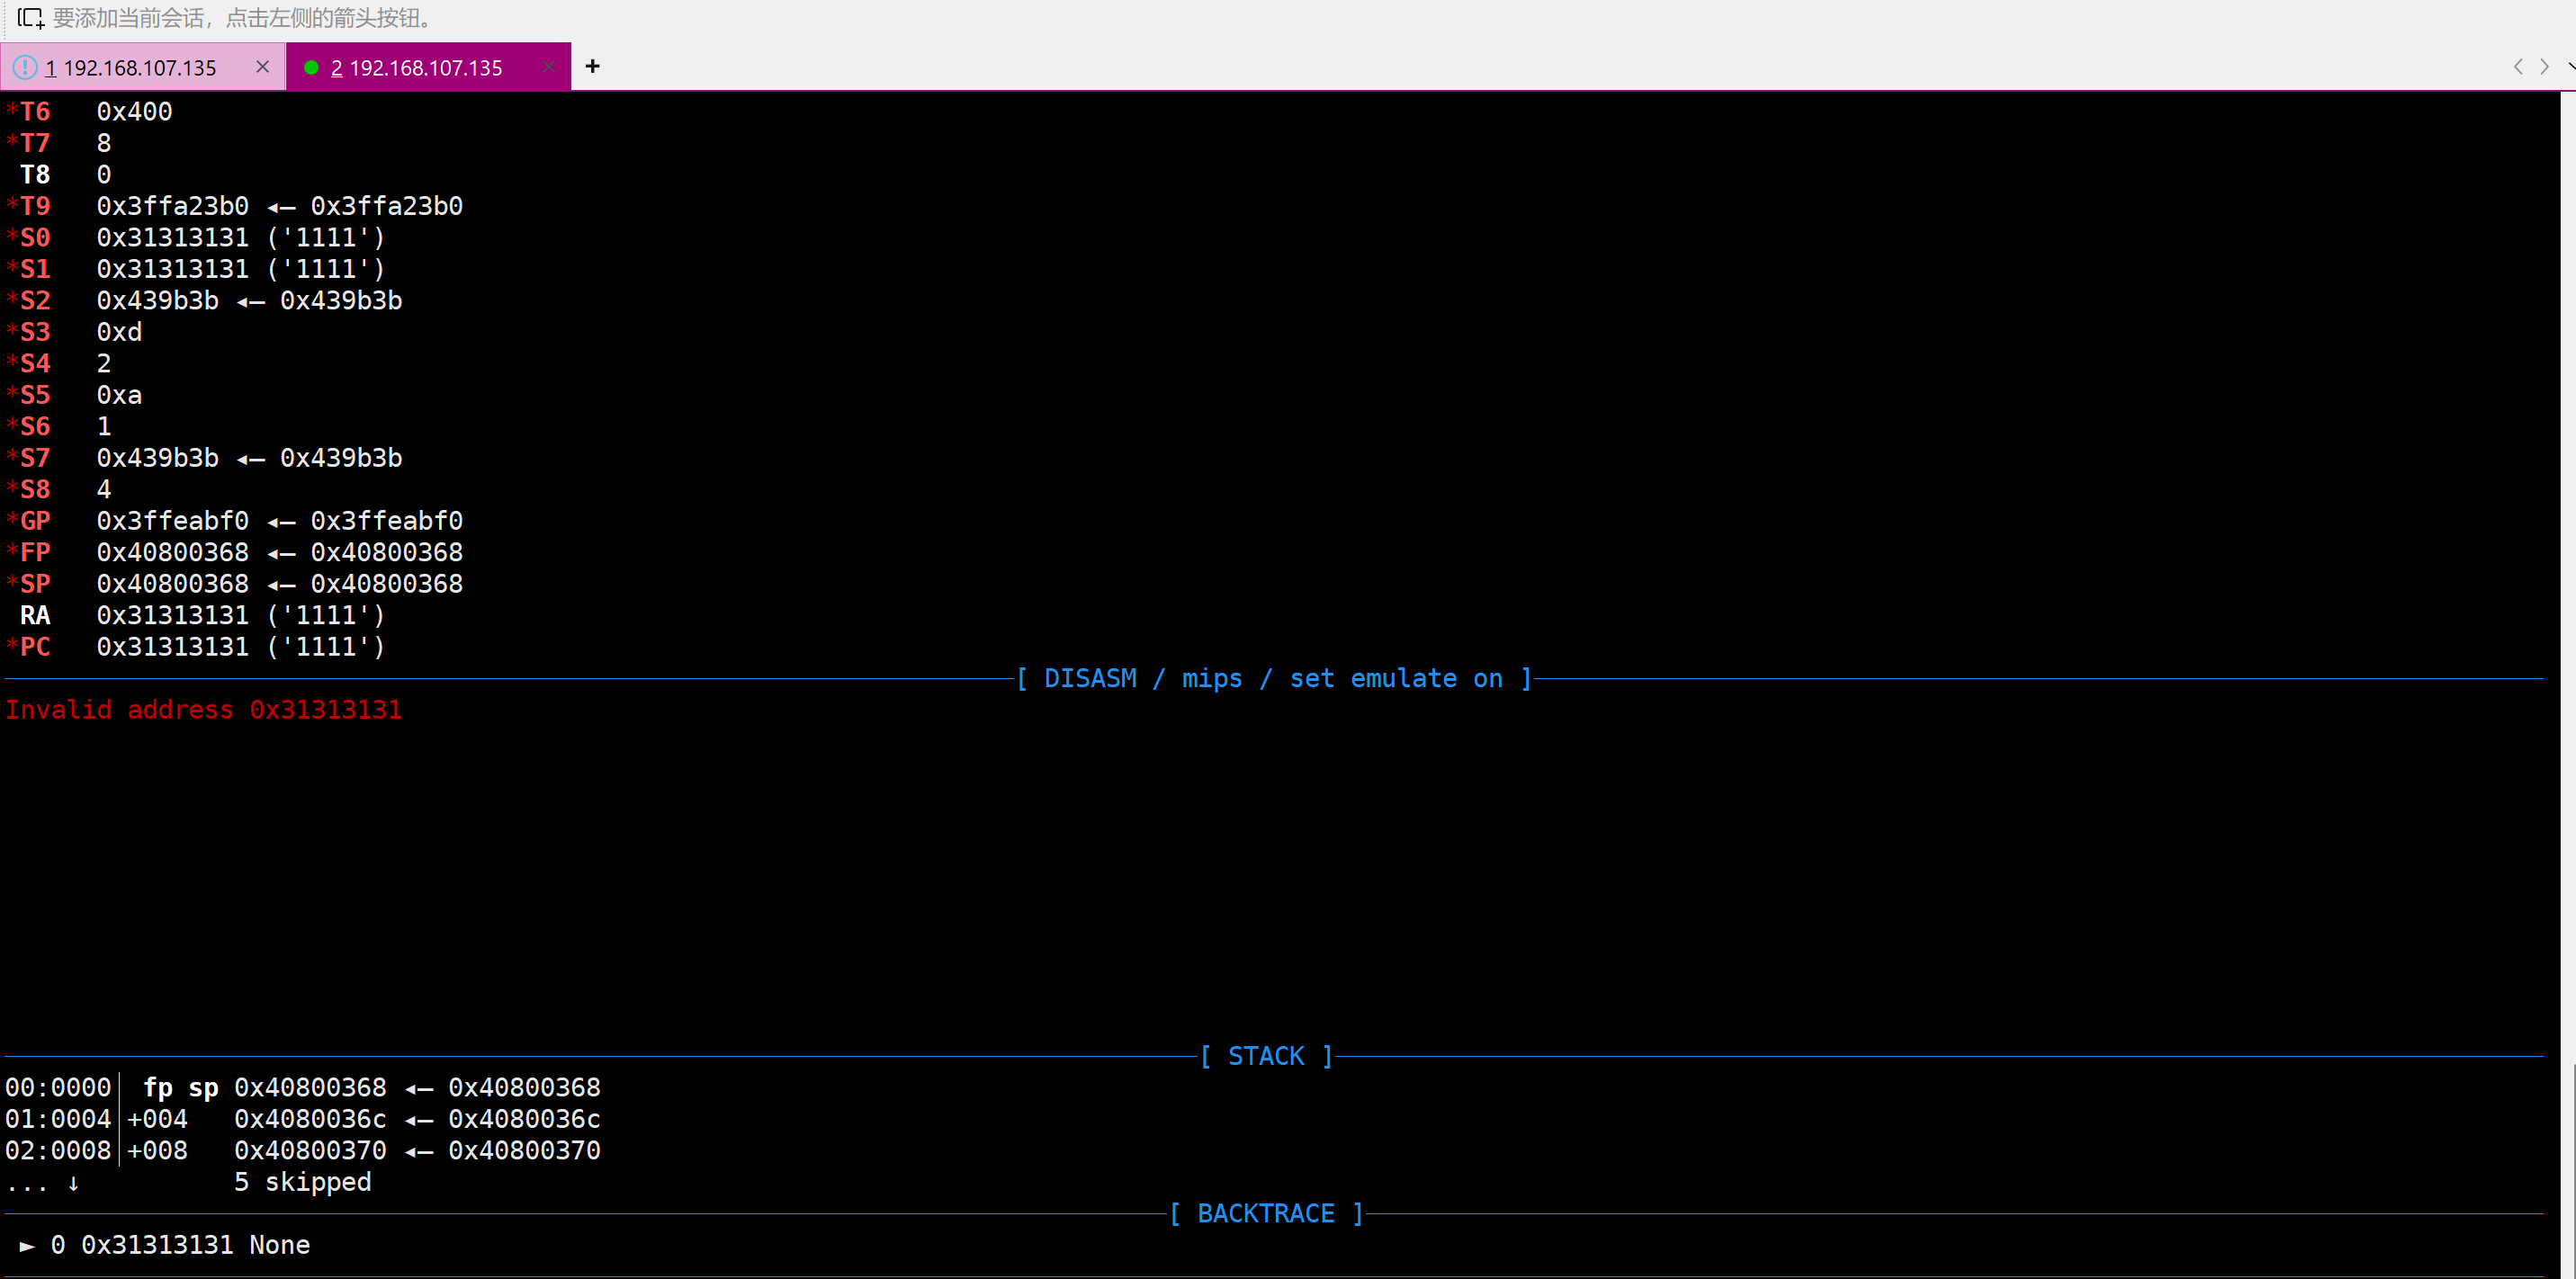 要添加当前会话，点击左侧的箭头按钮。
1 192.168.107.135 × 2 192.168.107.135 × +
*T6 0x400
*T7 8
T8 0
*T9 0x3ffa23b0 ◂— 0x3ffa23b0
*S0 0x31313131 ('1111')
*S1 0x31313131 ('1111')
*S2 0x439b3b ◂— 0x439b3b
*S3 0xd
*S4 2
*S5 0xa
*S6 1
*S7 0x439b3b ◂— 0x439b3b
*S8 4
*GP 0x3ffeabf0 ◂— 0x3ffeabf0
*FP 0x40800368 ◂— 0x40800368
*SP 0x40800368 ◂— 0x40800368
RA 0x31313131 ('1111')
*PC 0x31313131 ('1111')
[ DISASM / mips / set emulate on ]
Invalid address 0x31313131
[ STACK ]
00:0000│ fp sp 0x40800368 ◂— 0x40800368
01:0004│+004 0x4080036c ◂— 0x4080036c
02:0008│+008 0x40800370 ◂— 0x40800370
... ↓ 5 skipped
[ BACKTRACE ]
► 0 0x31313131 None